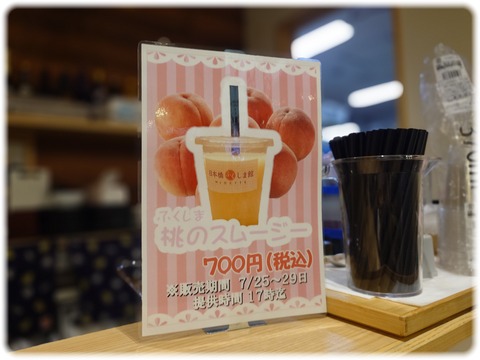 日本橋ふくしま館
MIDETTE
ふくしま
桃のスムージー
700円(税込)
※販売期間 7/25〜29日
提供時間 17時迄